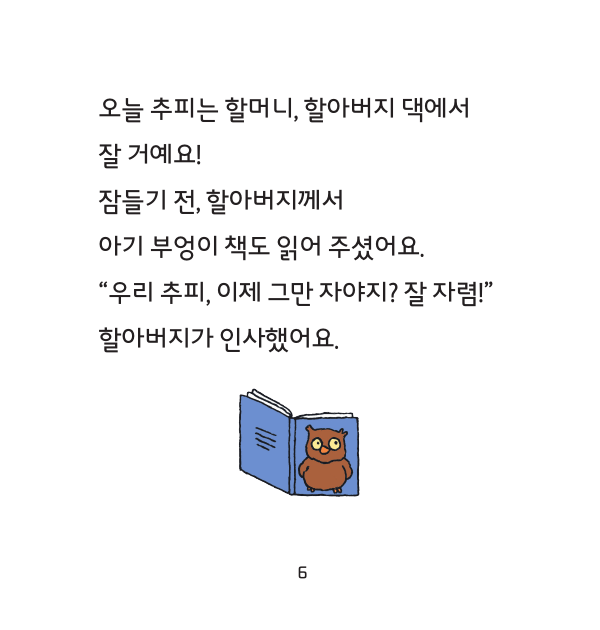 오늘 추피는 할머니, 할아버지 댁에서
잘 거예요!
잠들기 전, 할아버지께서
아기 부엉이 책도 읽어 주셨어요.
“우리 추피, 이제 그만 자야지? 잘 자렴!”
할아버지가 인사했어요.
6